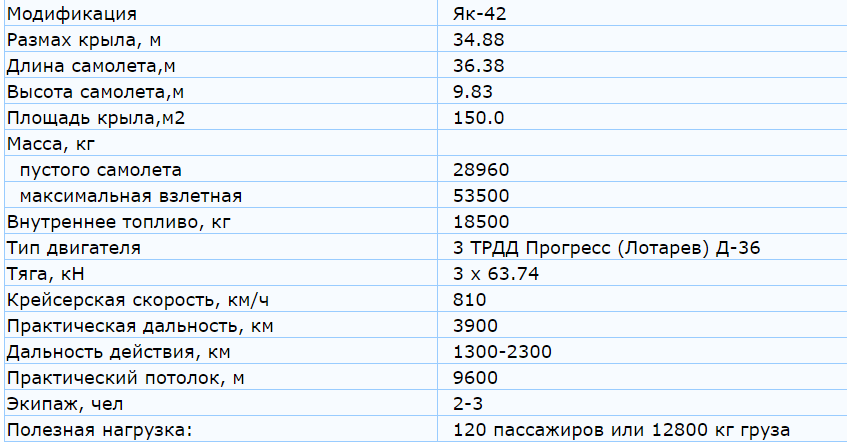 Модификация Як-42
Размах крыла, м 34.88
Длина самолета,м 36.38
Высота самолета,м 9.83
Площадь крыла,м2 150.0
Масса, кг
пустого самолета 28960
максимальная взлетная 53500
Внутреннее топливо, кг 18500
Тип двигателя 3 ТРДД Прогресс (Лотарев) Д-36
Тяга, кН 3 х 63.74
Крейсерская скорость, км/ч 810
Практическая дальность, км 3900
Дальность действия, км 1300-2300
Практический потолок, м 9600
Экипаж, чел 2-3
Полезная нагрузка: 120 пассажиров или 12800 кг груза